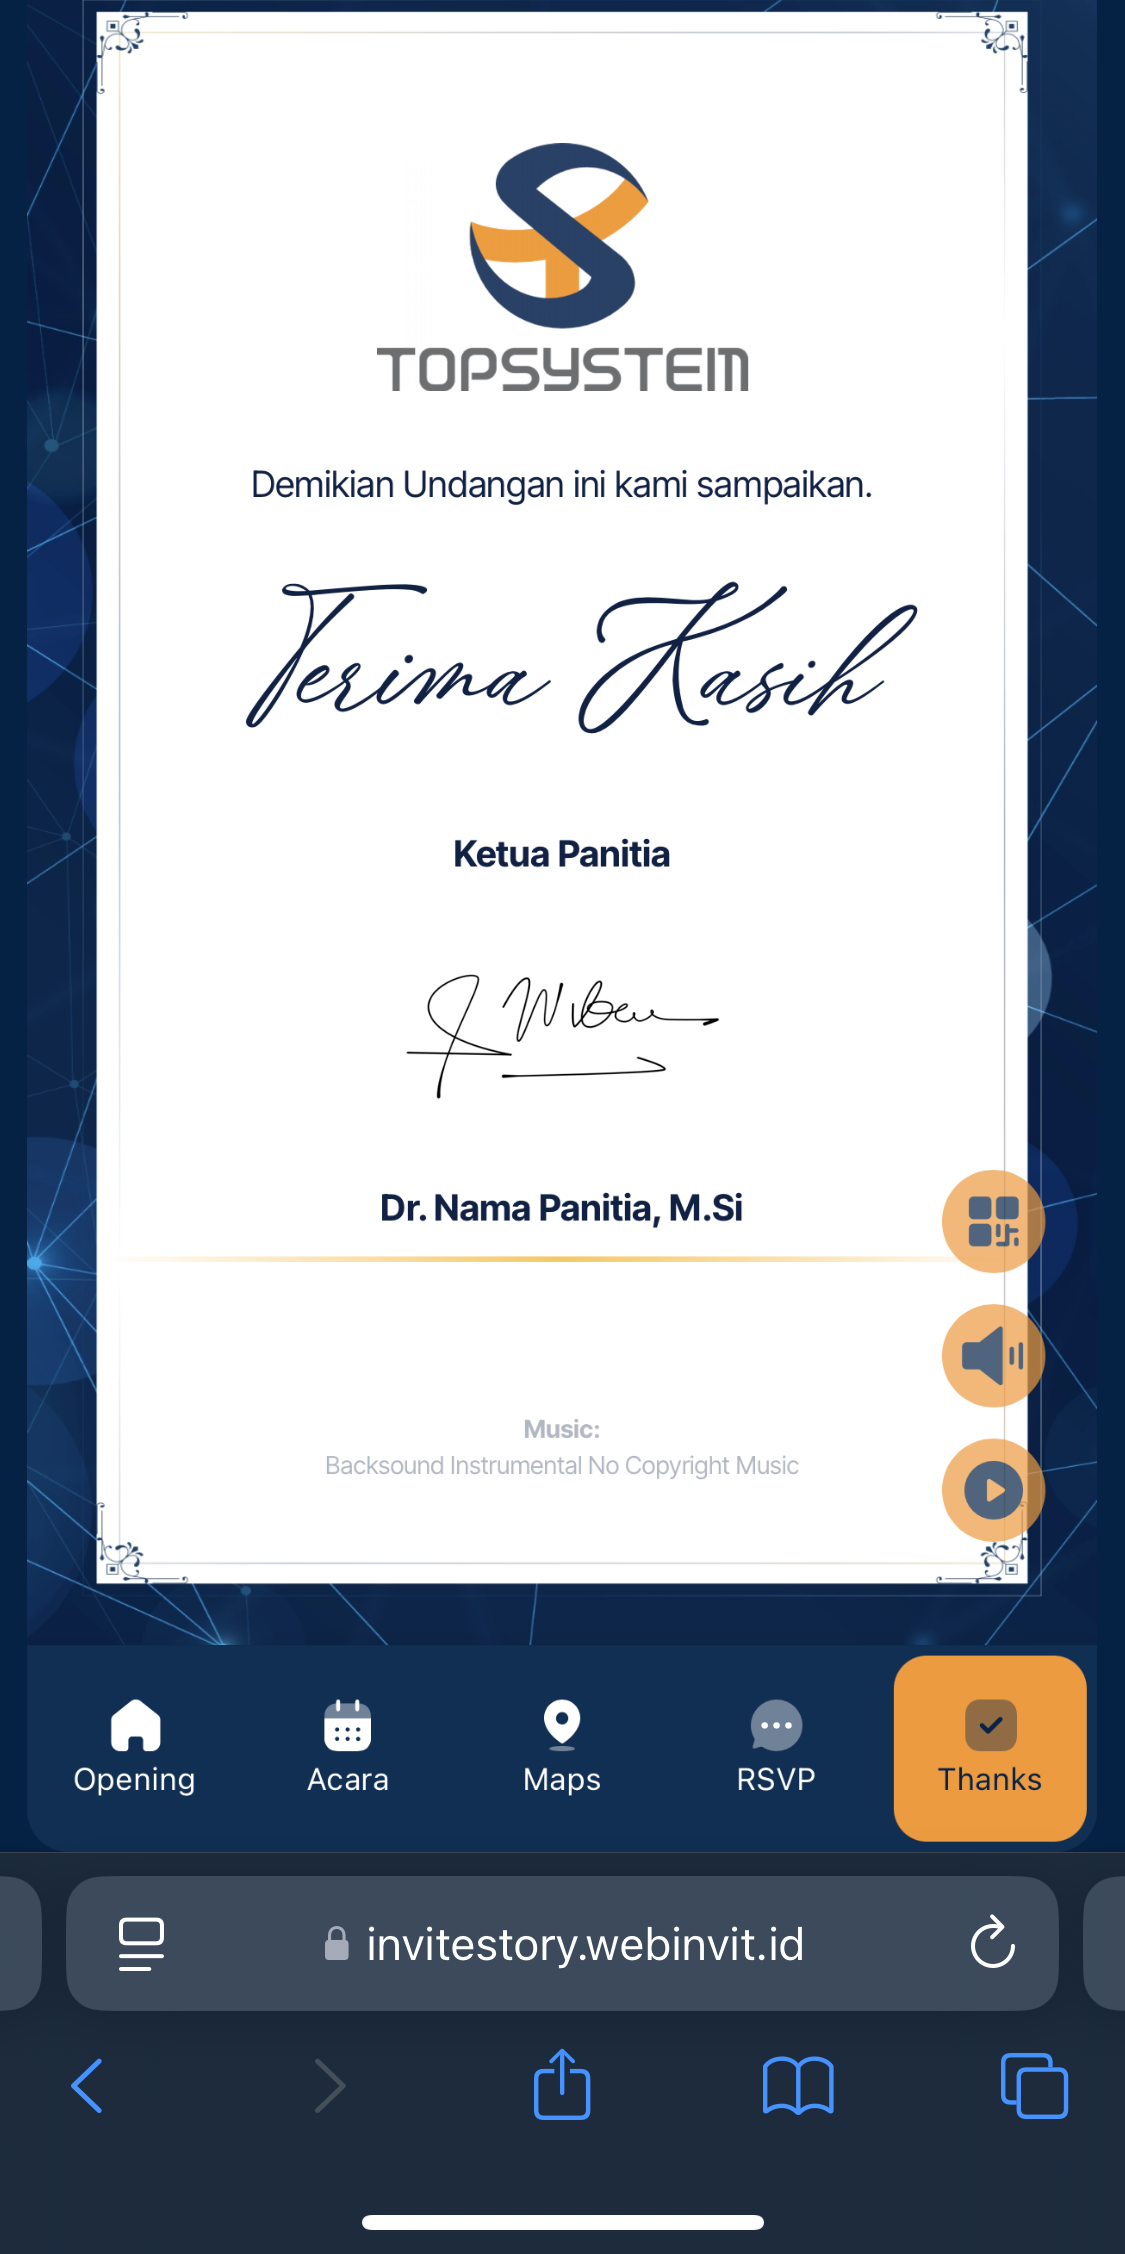 TOPSYSTEM
Demikian Undangan ini kami sampaikan.
Terima Kasih
Ketua Panitia
Dr. Nama Panitia, M.Si
Music:
Backsound Instrumental No Copyright Music
Opening
Acara
Maps
RSVP
Thanks
invitestory.webinvit.id